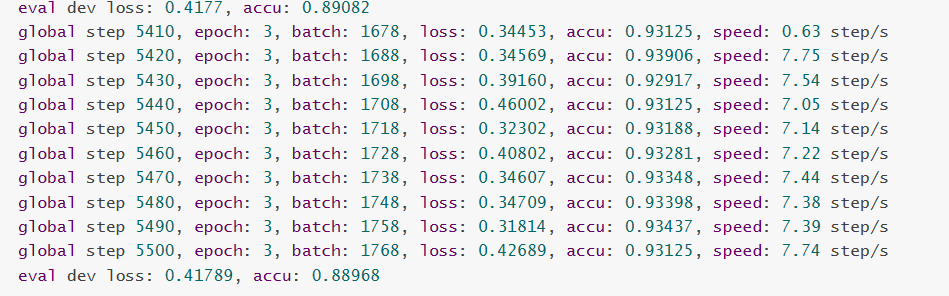 eval dev loss: 0.4177, accu: 0.89082
global step 5410, epoch: 3, batch: 1678, loss: 0.34453, accu: 0.93125, speed: 0.63 step/s
global step 5420, epoch: 3, batch: 1688, loss: 0.34569, accu: 0.93906, speed: 7.75 step/s
global step 5430, epoch: 3, batch: 1698, loss: 0.39160, accu: 0.92917, speed: 7.54 step/s
global step 5440, epoch: 3, batch: 1708, loss: 0.46002, accu: 0.93125, speed: 7.05 step/s
global step 5450, epoch: 3, batch: 1718, loss: 0.32302, accu: 0.93188, speed: 7.14 step/s
global step 5460, epoch: 3, batch: 1728, loss: 0.40802, accu: 0.93281, speed: 7.22 step/s
global step 5470, epoch: 3, batch: 1738, loss: 0.34607, accu: 0.93348, speed: 7.44 step/s
global step 5480, epoch: 3, batch: 1748, loss: 0.34709, accu: 0.93398, speed: 7.38 step/s
global step 5490, epoch: 3, batch: 1758, loss: 0.31814, accu: 0.93437, speed: 7.39 step/s
global step 5500, epoch: 3, batch: 1768, loss: 0.42689, accu: 0.93125, speed: 7.74 step/s
eval dev loss: 0.41789, accu: 0.88968